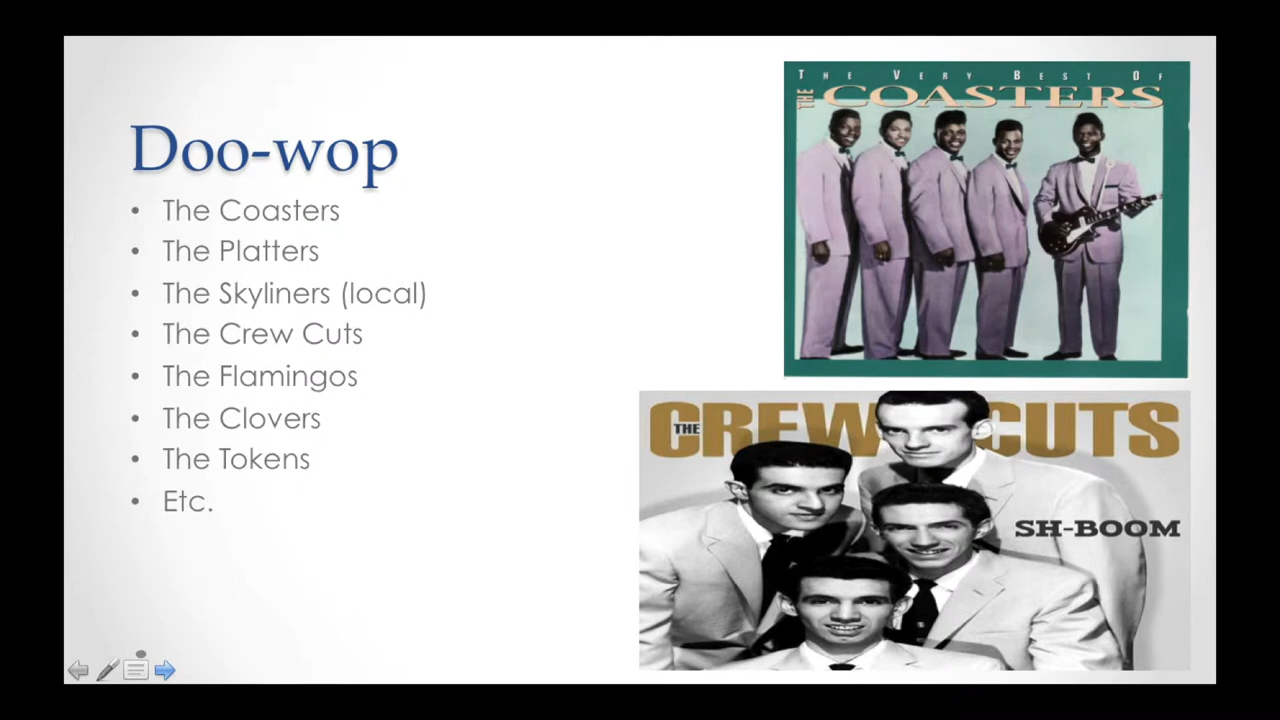 Doo-wop
• The Coasters
• The Platters
• The Skyliners (local)
• The Crew Cuts
• The Flamingos
• The Clovers
• The Tokens
• Etc.
THE VERY BEST OF
THE COASTERS
THE CREW CUTS
SH-BOOM